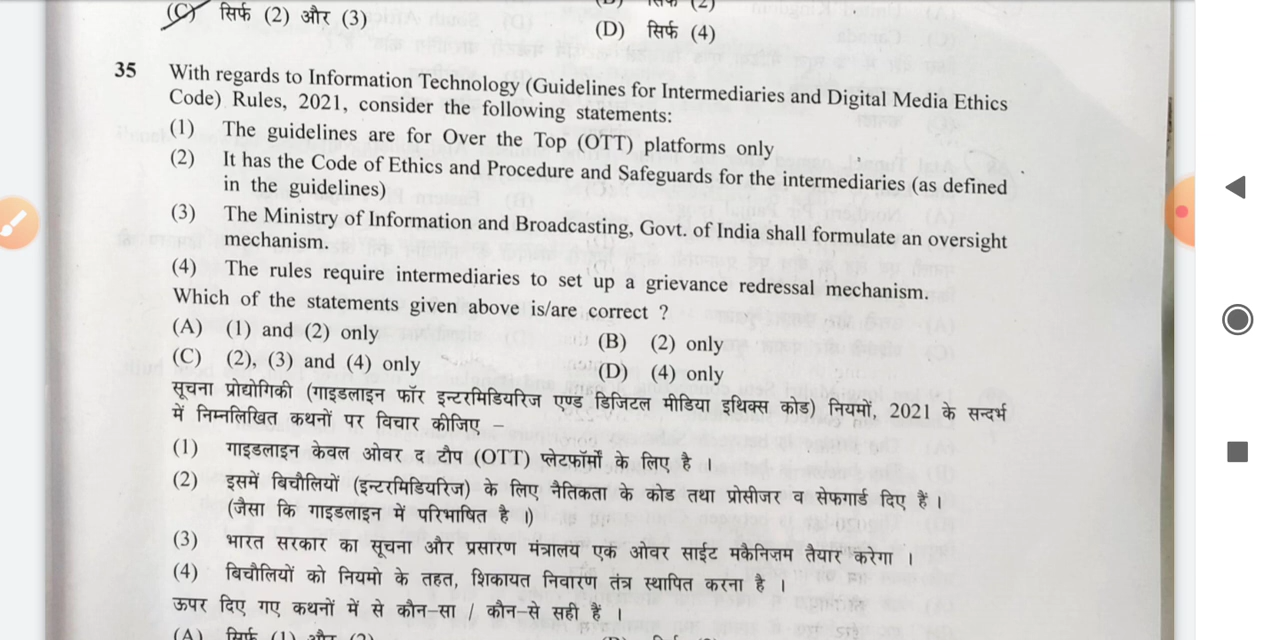 (C) सिर्फ (2) और (3)
(D) सिर्फ (4)
35 With regards to Information Technology (Guidelines for Intermediaries and Digital Media Ethics
Code) Rules, 2021, consider the following statements:
(1) The guidelines are for Over the Top (OTT) platforms only
(2) It has the Code of Ethics and Procedure and Safeguards for the intermediaries (as defined
in the guidelines)
(3) The Ministry of Information and Broadcasting, Govt. of India shall formulate an oversight
mechanism.
(4) The rules require intermediaries to set up a grievance redressal mechanism.
Which of the statements given above is/are correct ?
(A) (1) and (2) only
(B) (2) only
(C) (2), (3) and (4) only
(D) (4) only
सूचना प्रोद्योगिकी (गाइडलाइन फॉर इन्टरमिडियरिज एण्ड डिजिटल मीडिया इथिक्स कोड) नियमों, 2021 के सन्दर्भ
में निम्नलिखित कथनों पर विचार कीजिए –
(1) गाइडलाइन केवल ओवर द टौप (OTT) प्लेटफॉर्मों के लिए है ।
(2) इसमें बिचौलियों (इन्टरमिडियरिज) के लिए नैतिकता के कोड तथा प्रोसीजर व सेफगार्ड दिए हैं ।
(जैसा कि गाइडलाइन में परिभाषित है ।)
(3) भारत सरकार का सूचना और प्रसारण मंत्रालय एक ओवर साईट मकैनिज़म तैयार करेगा ।
(4) बिचौलियों को नियमो के तहत, शिकायत निवारण तंत्र स्थापित करना है ।
ऊपर दिए गए कथनों में से कौन-सा / कौन-से सही हैं ।
(A) सिर्फ (1) और (2)